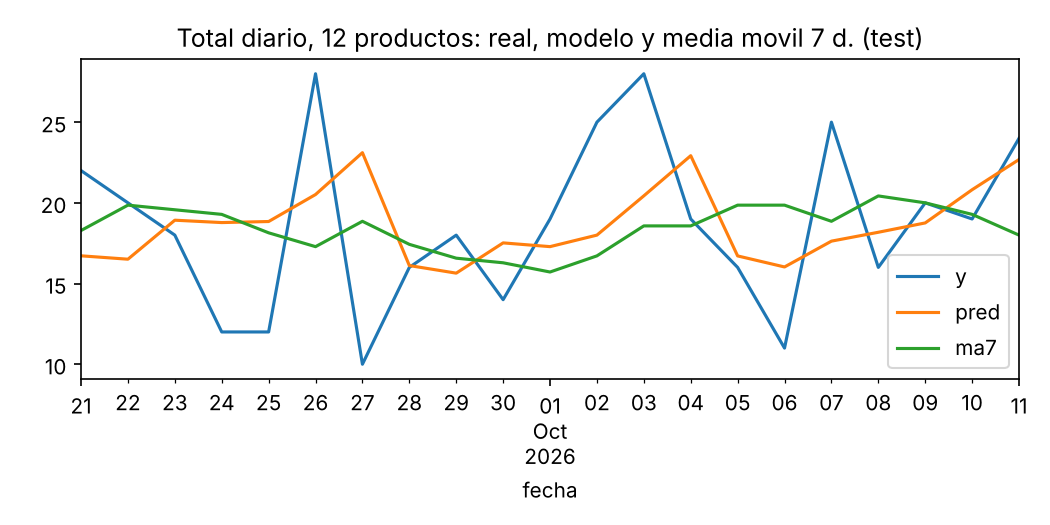 Total diario, 12 productos: real, modelo y media movil 7 d. (test)
25
20
15
10
y
pred
ma7
21 22 23 24 25 26 27 28 29 30 01 02 03 04 05 06 07 08 09 10 11
Oct
2026
fecha